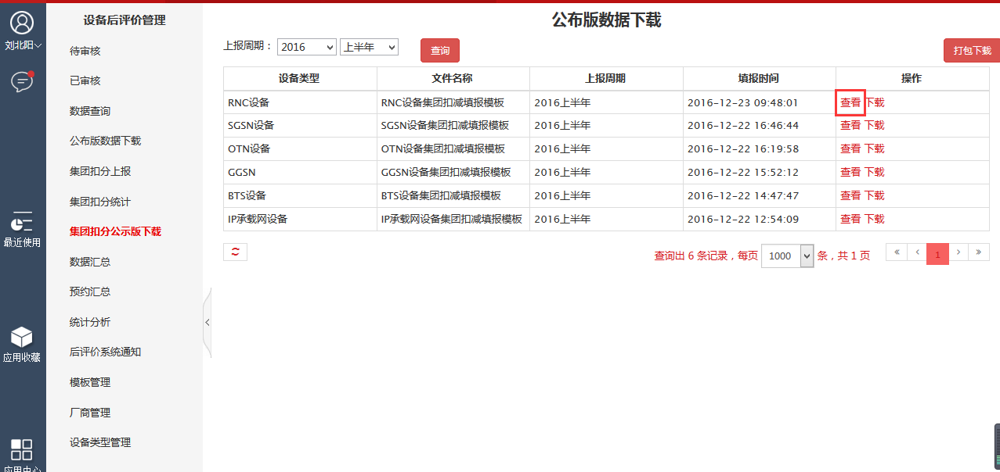 刘北阳
最近使用
应用收藏
应用中心
设备后评价管理
待审核
已审核
数据查询
公布版数据下载
集团扣分上报
集团扣分统计
集团扣分公示版下载
数据汇总
预约汇总
统计分析
后评价系统通知
模板管理
厂商管理
设备类型管理
公布版数据下载
上报周期： 2016 上半年 查询 打包下载
设备类型 文件名称 上报周期 填报时间 操作
RNC设备 RNC设备集团扣减填报模板 2016上半年 2016-12-23 09:48:01 查看 下载
SGSN设备 SGSN设备集团扣减填报模板 2016上半年 2016-12-22 16:46:44 查看 下载
OTN设备 OTN设备集团扣减填报模板 2016上半年 2016-12-22 16:19:58 查看 下载
GGSN GGSN设备集团扣减填报模板 2016上半年 2016-12-22 15:52:12 查看 下载
BTS设备 BTS设备集团扣减填报模板 2016上半年 2016-12-22 14:47:47 查看 下载
IP承载网设备 IP承载网设备集团扣减填报模板 2016上半年 2016-12-22 12:54:09 查看 下载
查询出 6 条记录，每页 1000 条，共 1 页 « ‹ 1 › »